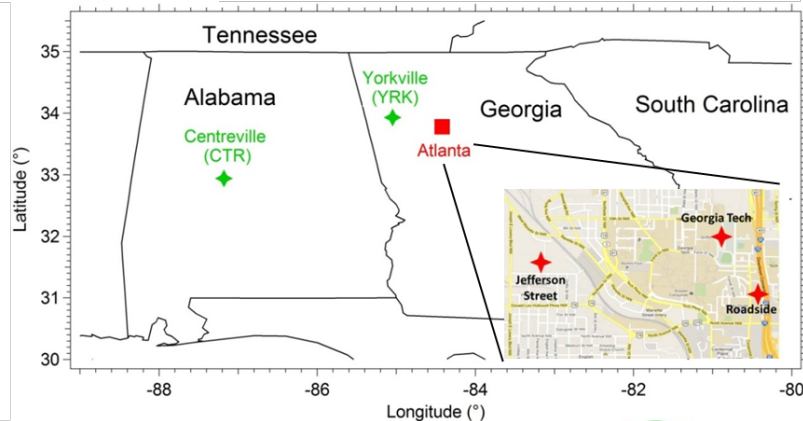 Tennessee
Yorkville
(YRK)
Alabama
Georgia
South Carolina
Centreville
(CTR)
Atlanta
Georgia Tech
Jefferson
Street
Roadside
35
34
33
32
31
30
Latitude (°)
-88
-86
-84
-82
-80
Longitude (°)